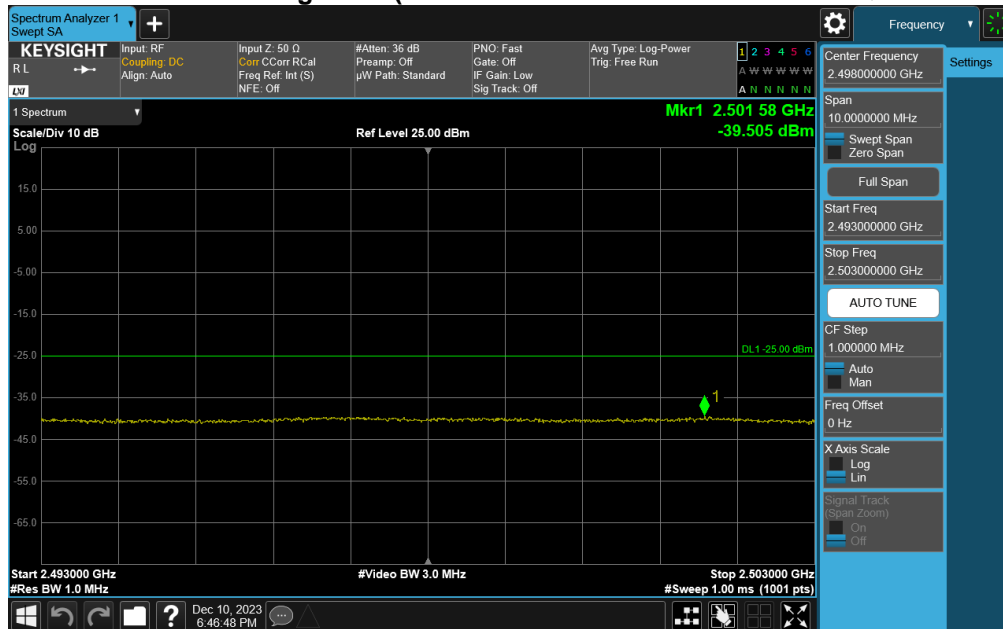 Spectrum Analyzer 1
Swept SA
Frequency
KEYSIGHT
R L
LXI
Input: RF
Coupling: DC
Align: Auto
Input Z: 50 Ω
Corr CCorr RCal
Freq Ref: Int (S)
NFE: Off
#Atten: 36 dB
Preamp: Off
µW Path: Standard
PNO: Fast
Gate: Off
IF Gain: Low
Sig Track: Off
Avg Type: Log-Power
Trig: Free Run
1 2 3 4 5 6
A W W W W W
A N N N N N
1 Spectrum
Scale/Div 10 dB
Ref Level 25.00 dBm
Mkr1 2.501 58 GHz
-39.505 dBm
Log
15.0
5.00
-5.00
-15.0
-25.0
DL1 -25.00 dBm
-35.0
1
-45.0
-55.0
-65.0
Start 2.493000 GHz
#Video BW 3.0 MHz
Stop 2.503000 GHz
#Res BW 1.0 MHz
#Sweep 1.00 ms (1001 pts)
?
Dec 10, 2023
6:46:48 PM
Center Frequency
2.498000000 GHz
Settings
Span
10.0000000 MHz
Swept Span
Zero Span
Full Span
Start Freq
2.493000000 GHz
Stop Freq
2.503000000 GHz
AUTO TUNE
CF Step
1.000000 MHz
Auto
Man
Freq Offset
0 Hz
X Axis Scale
Log
Lin
Signal Track
(Span Zoom)
On
Off